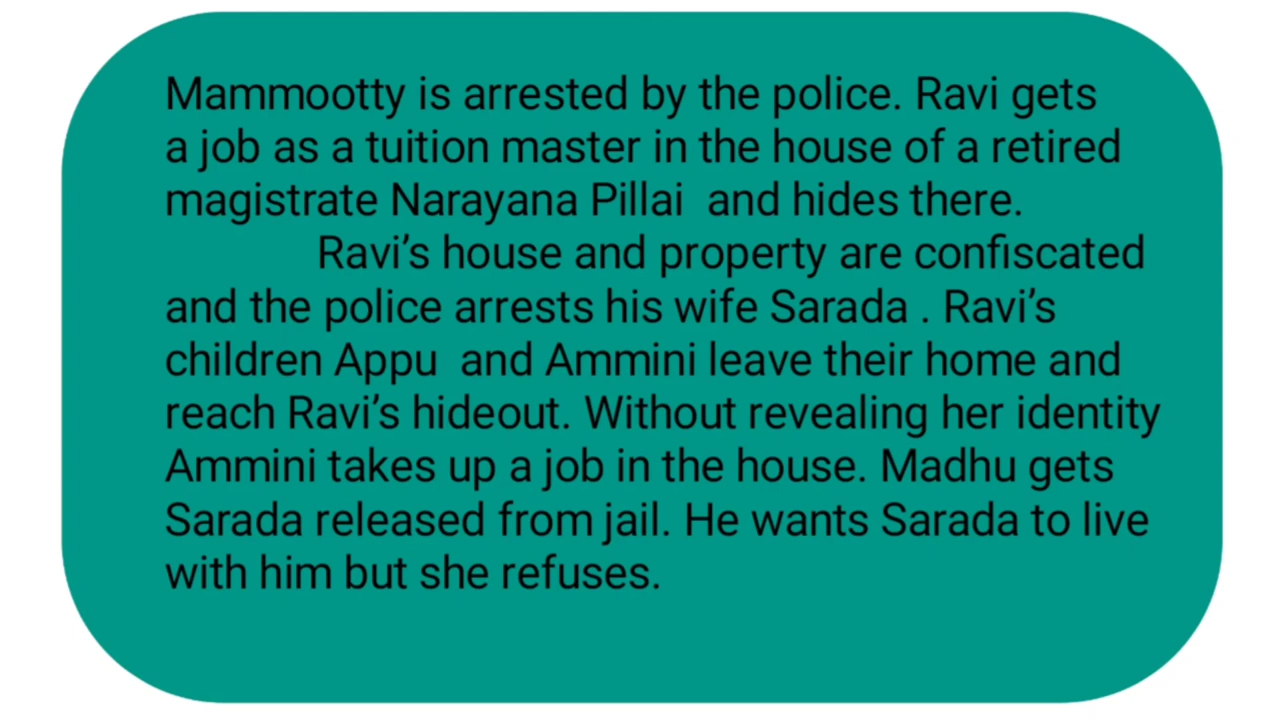 Mammootty is arrested by the police. Ravi gets
a job as a tuition master in the house of a retired
magistrate Narayana Pillai  and hides there.
Ravi’s house and property are confiscated
and the police arrests his wife Sarada . Ravi’s
children Appu  and Ammini leave their home and
reach Ravi’s hideout. Without revealing her identity
Ammini takes up a job in the house. Madhu gets
Sarada released from jail. He wants Sarada to live
with him but she refuses.